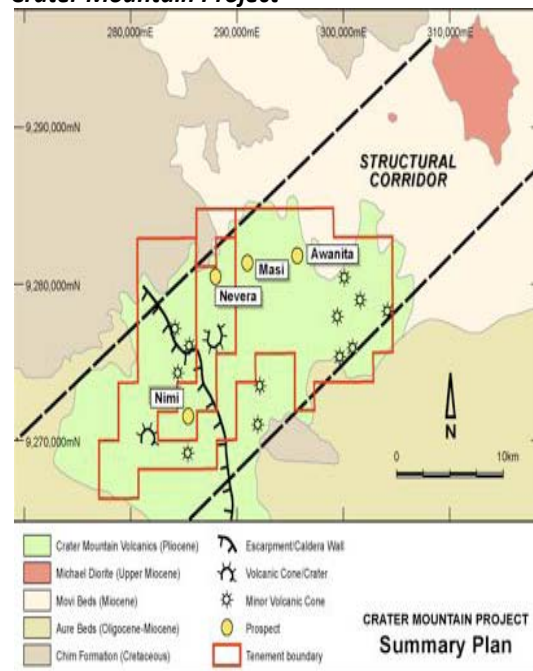 Crater Mountain Project
280,000mE 290,000mE 300,000mE 310,000mE
9,290,000mN
STRUCTURAL
CORRIDOR
Awanita
Masi
9,280,000mN
Nevera
Nimi
9,270,000mN
N
0 10km
Crater Mountain Volcanics (Pliocene)
Michael Diorite (Upper Miocene)
Movi Beds (Miocene)
Aure Beds (Oligocene-Miocene)
Chim Formation (Cretaceous)
Escarpment/Caldera Wall
Volcanic Cone/Crater
Minor Volcanic Cone
Prospect
Tenement boundary
CRATER MOUNTAIN PROJECT
Summary Plan